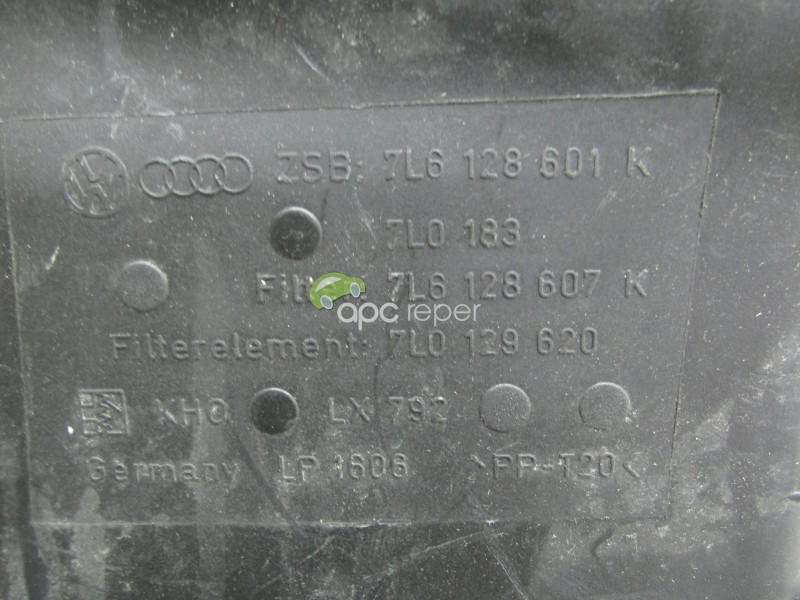 ZSB: 7L6 128 601 K
7L0 183
Filter: 7L6 128 607 K
apc reper
Filterelement: 7L0 129 620
KHO LX 792
Germany LP 1606 >PP-T20<